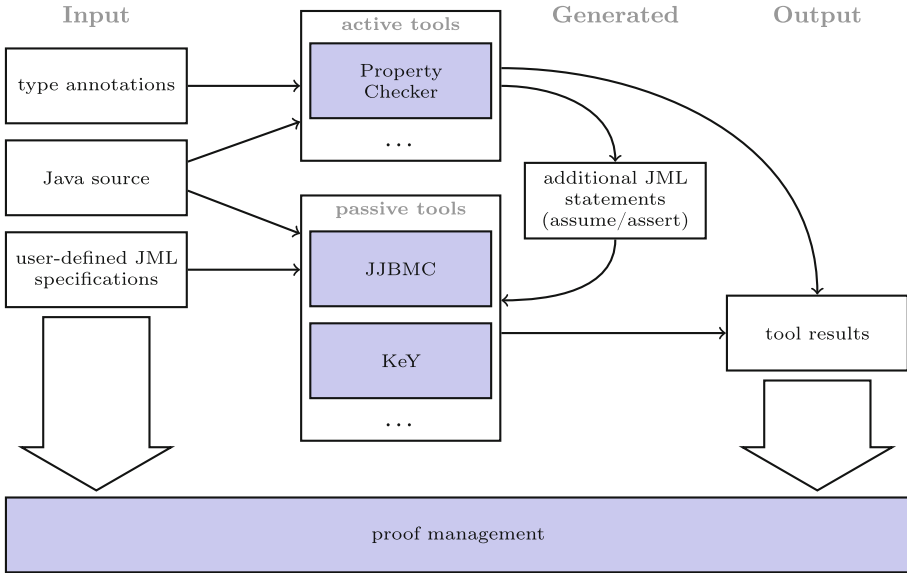 Input
Generated
Output
active tools
type annotations
Property
Checker
...
Java source
additional JML
statements
(assume/assert)
passive tools
user-defined JML
specifications
JJBMC
KeY
...
tool results
proof management